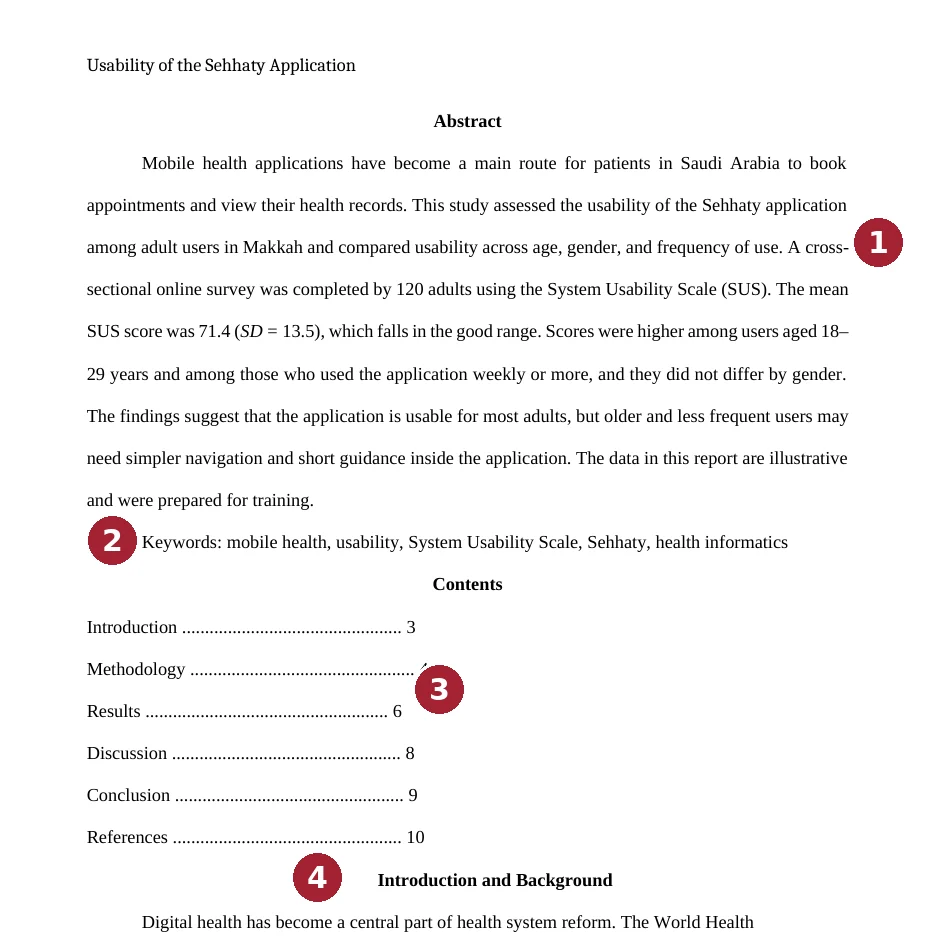 Usability of the Sehhaty Application
Abstract
Mobile health applications have become a main route for patients in Saudi Arabia to book
appointments and view their health records. This study assessed the usability of the Sehhaty application
among adult users in Makkah and compared usability across age, gender, and frequency of use. A cross-
1
sectional online survey was completed by 120 adults using the System Usability Scale (SUS). The mean
SUS score was 71.4 (SD = 13.5), which falls in the good range. Scores were higher among users aged 18–
29 years and among those who used the application weekly or more, and they did not differ by gender.
The findings suggest that the application is usable for most adults, but older and less frequent users may
need simpler navigation and short guidance inside the application. The data in this report are illustrative
and were prepared for training.
2 Keywords: mobile health, usability, System Usability Scale, Sehhaty, health informatics
Contents
Introduction ................................................ 3
Methodology .................................................
3
Results ..................................................... 6
Discussion .................................................. 8
Conclusion .................................................. 9
References .................................................. 10
4 Introduction and Background
Digital health has become a central part of health system reform. The World Health